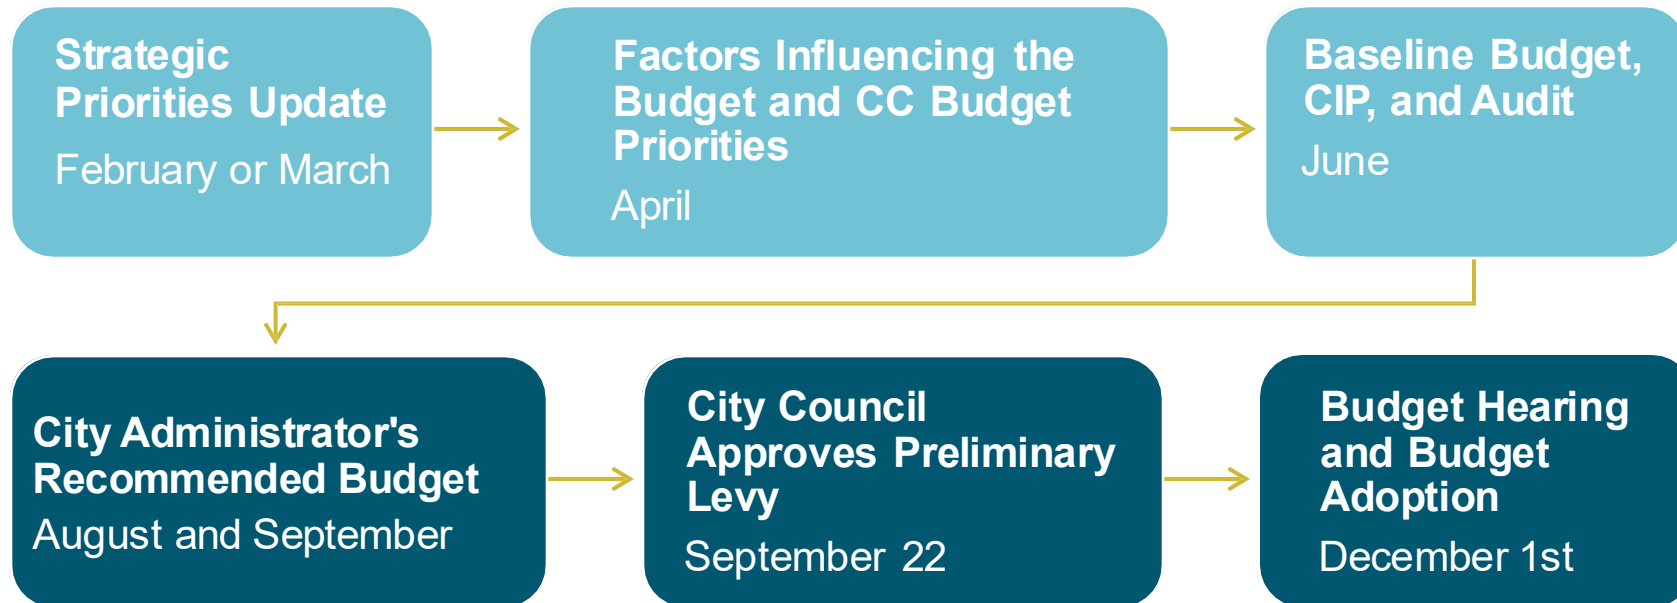 Strategic
Priorities Update
February or March
Factors Influencing the
Budget and CC Budget
Priorities
April
Baseline Budget,
CIP, and Audit
June
City Administrator's
Recommended Budget
August and September
City Council
Approves Preliminary
Levy
September 22
Budget Hearing
and Budget
Adoption
December 1st